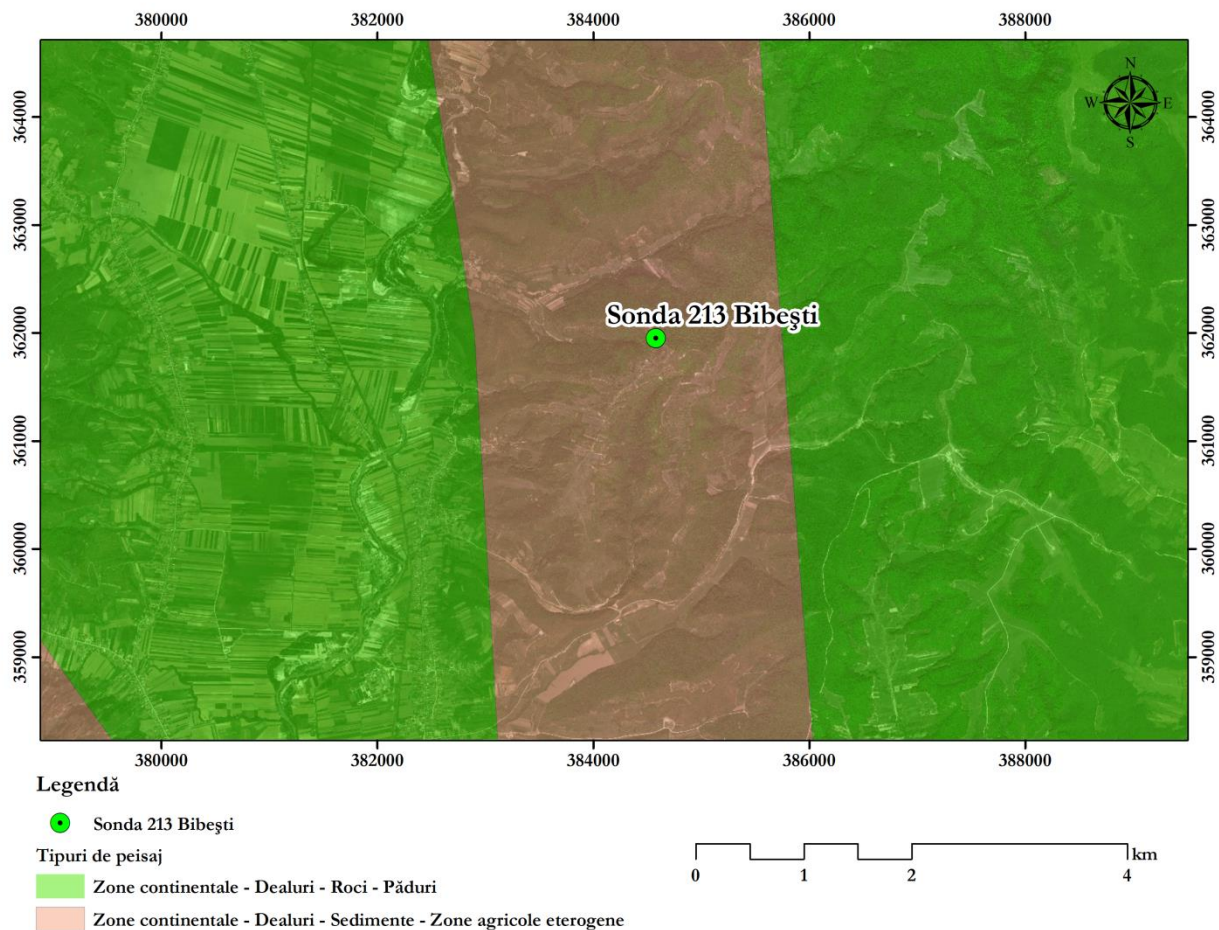 380000 382000 384000 386000 388000
N
W E
S
364000 364000
363000 363000
Sonda 213 Bibeşti
362000 362000
361000 361000
360000 360000
359000 359000
380000 382000 384000 386000 388000
Legendă
Sonda 213 Bibeşti
Tipuri de peisaj
Zone continentale - Dealuri - Roci - Păduri
Zone continentale - Dealuri - Sedimente - Zone agricole eterogene
km
0 1 2 4